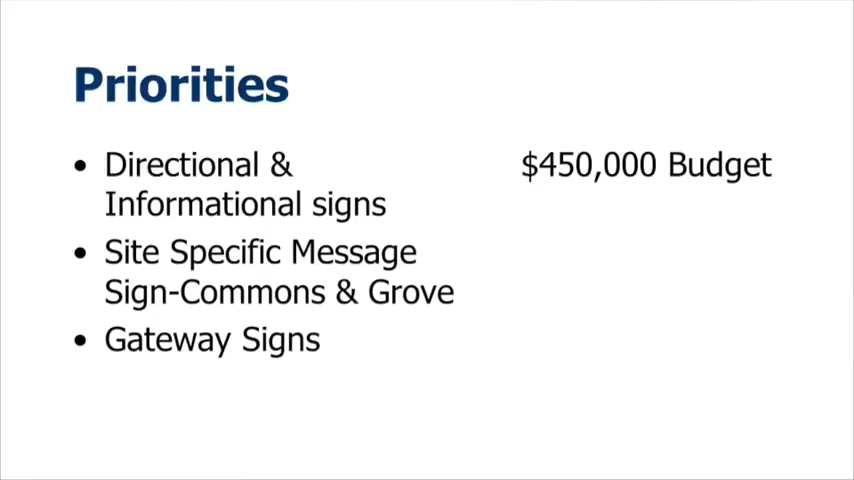 Priorities
• Directional &
Informational signs
• Site Specific Message
Sign-Commons & Grove
• Gateway Signs
$450,000 Budget